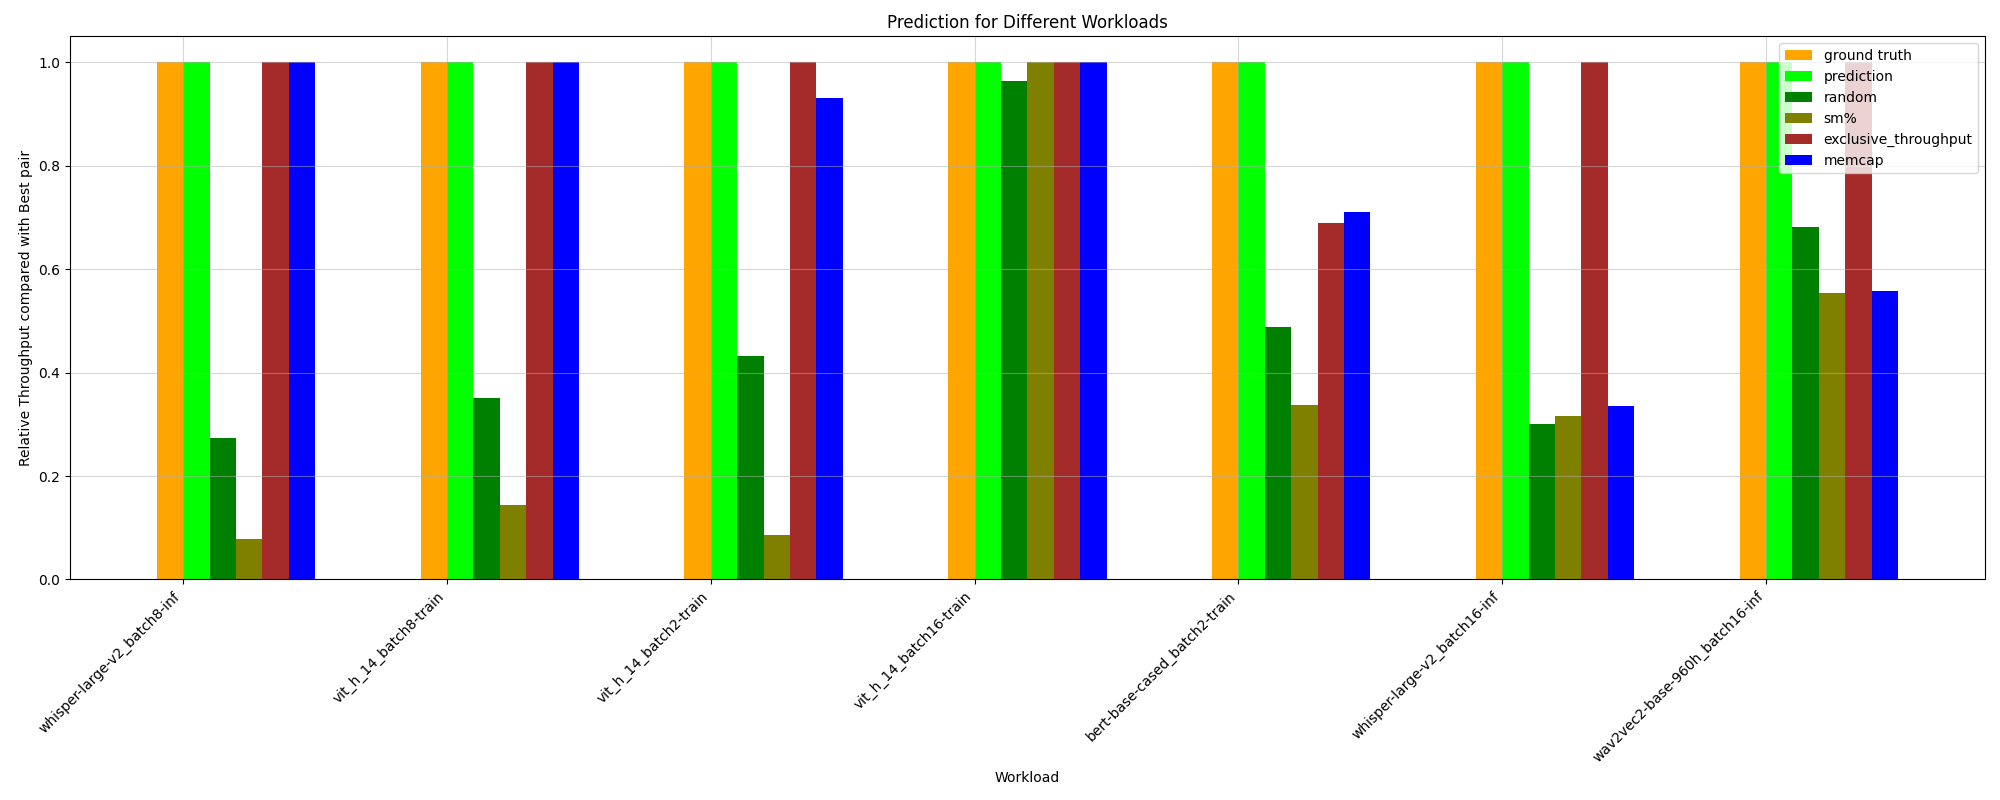 Prediction for Different Workloads
Relative Throughput compared with Best pair
1.0
0.8
0.6
0.4
0.2
0.0
ground truth
prediction
random
sm%
exclusive_throughput
memcap
whisper-large-v2_batch8-inf
vit_h_14_batch8-train
vit_h_14_batch2-train
vit_h_14_batch16-train
bert-base-cased_batch2-train
whisper-large-v2_batch16-inf
wav2vec2-base-960h_batch16-inf
Workload